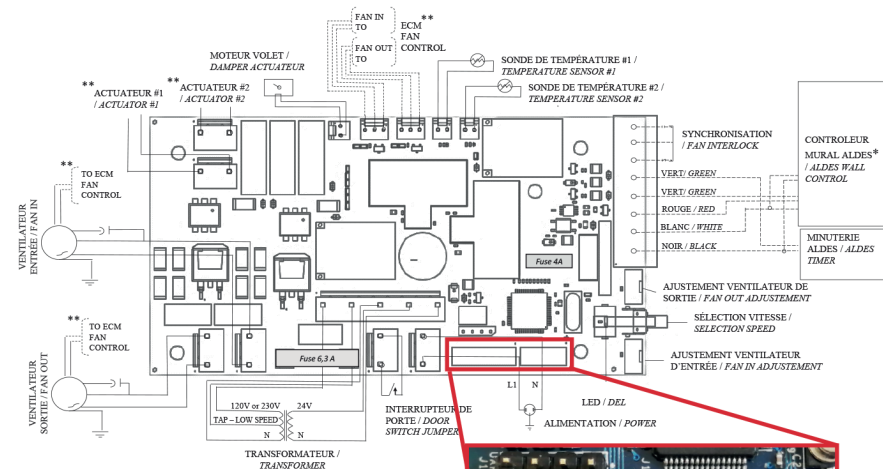 FAN IN
TO
ECM **
FAN
CONTROL
FAN OUT
TO
MOTEUR VOLET /
DAMPER ACTUATEUR
** ACTUATEUR #1
/ ACTUATOR #1
** ACTUATEUR #2
/ ACTUATOR #2
SONDE DE TEMPÉRATURE #1 /
TEMPERATURE SENSOR #1
SONDE DE TEMPÉRATURE #2 /
TEMPERATURE SENSOR #2
SYNCHRONISATION
/ FAN INTERLOCK
CONTROLEUR
MURAL ALDES*
/ ALDES WALL
CONTROL
VERT/ GREEN
VERT/ GREEN
ROUGE / RED
BLANC / WHITE
NOIR / BLACK
MINUTERIE
ALDES / ALDES
TIMER
**
TO ECM
FAN
CONTROL
VENTILATEUR
ENTRÉE / FAN IN
Fuse 4A
AJUSTEMENT VENTILATEUR DE
SORTIE / FAN OUT ADJUSTEMENT
SÉLECTION VITESSE /
SELECTION SPEED
AJUSTEMENT VENTILATEUR
D'ENTRÉE / FAN IN ADJUSTEMENT
**
TO ECM
FAN
CONTROL
VENTILATEUR
SORTIE / FAN OUT
Fuse 6,3 A
L1 N
LED / DEL
ALIMENTATION / POWER
120V or 230V 24V
TAP – LOW SPEED
N N
INTERRUPTEUR DE
PORTE / DOOR
SWITCH JUMPER
TRANSFORMATEUR /
TRANSFORMER